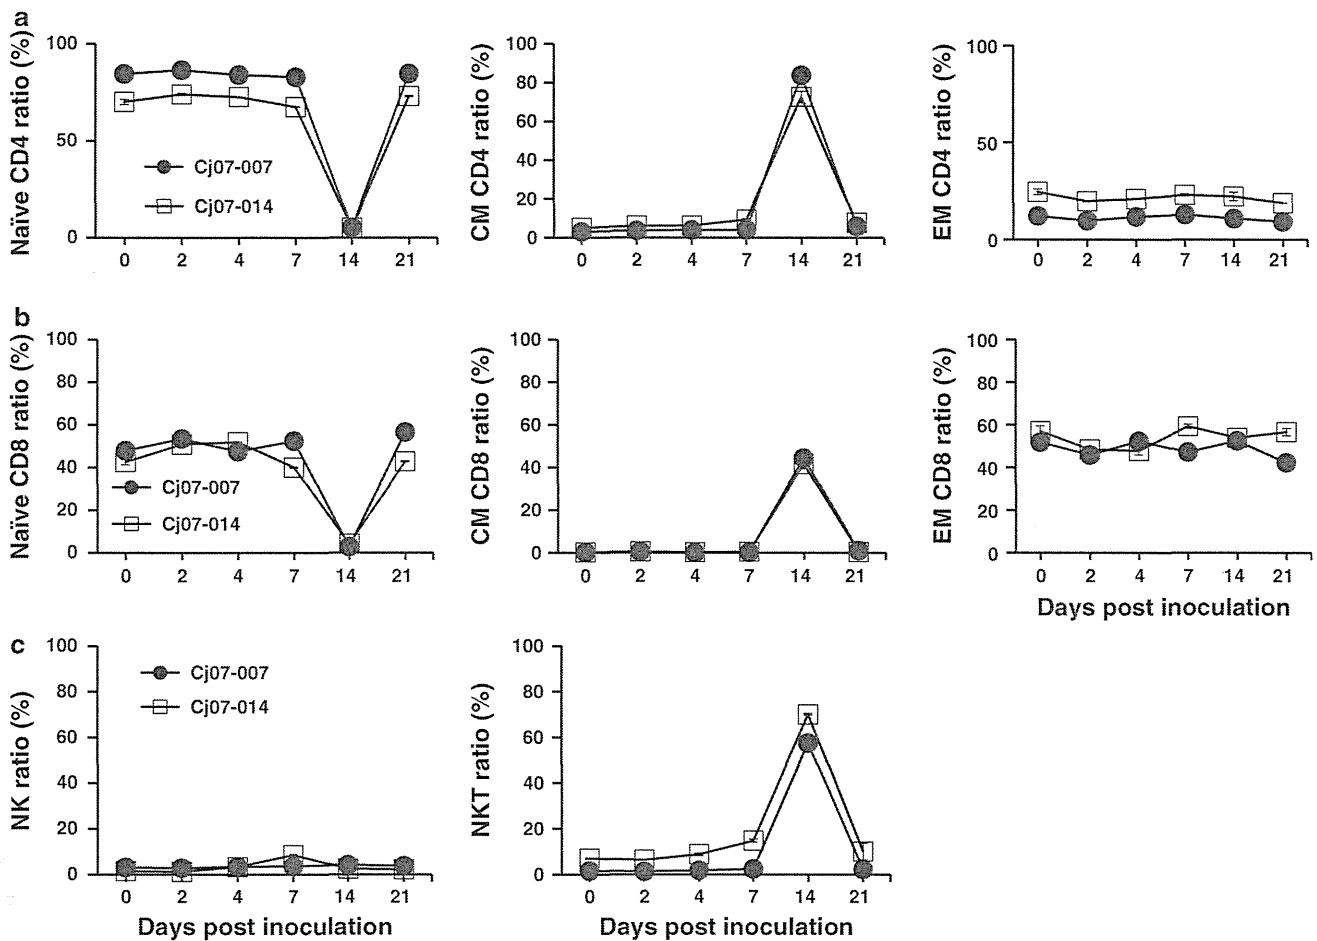 a
Naïve CD4 ratio (%)
100
50
0
Cj07-007
Cj07-014
0 2 4 7 14 21
CM CD4 ratio (%)
100
80
60
40
20
0
0 2 4 7 14 21
EM CD4 ratio (%)
100
50
0
0 2 4 7 14 21
b
Naïve CD8 ratio (%)
100
80
60
40
20
0
Cj07-007
Cj07-014
0 2 4 7 14 21
CM CD8 ratio (%)
100
80
60
40
20
0
0 2 4 7 14 21
EM CD8 ratio (%)
100
80
60
40
20
0
0 2 4 7 14 21
Days post inoculation
c
NK ratio (%)
100
80
60
40
20
0
Cj07-007
Cj07-014
0 2 4 7 14 21
Days post inoculation
NKT ratio (%)
100
80
60
40
20
0
0 2 4 7 14 21
Days post inoculation